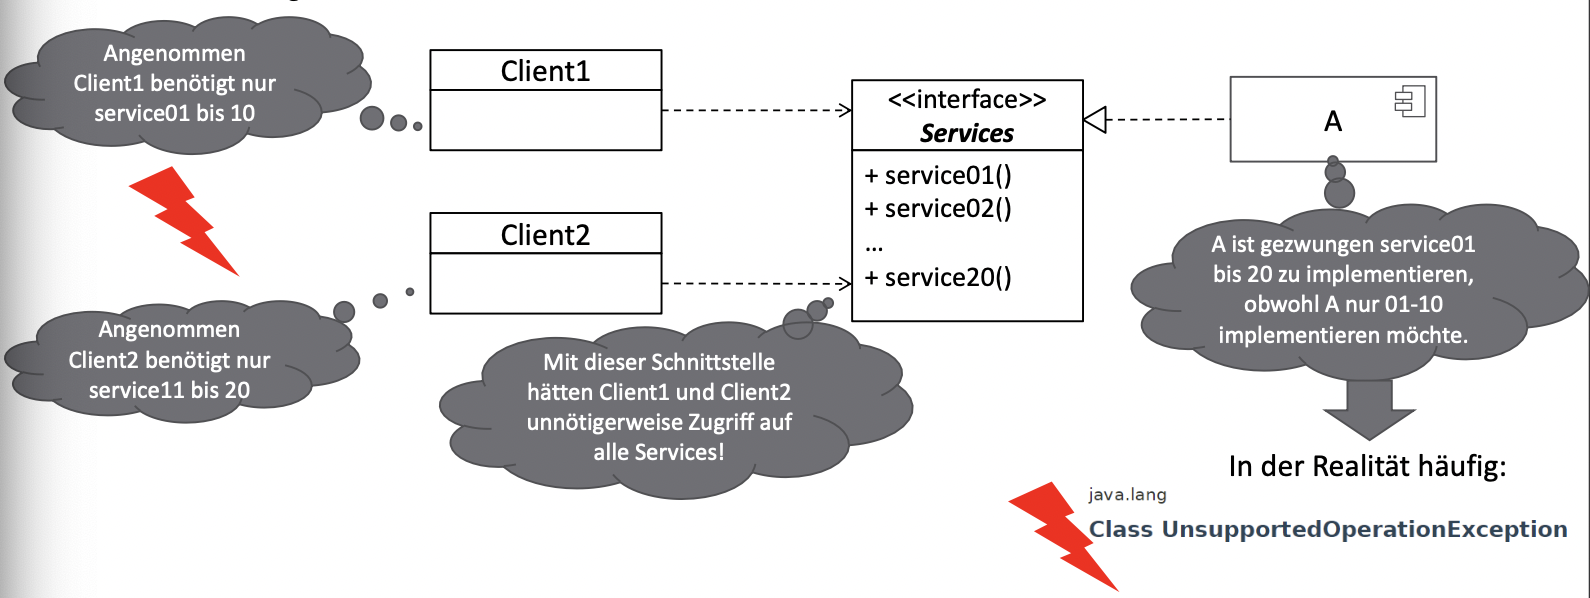 Angenommen
Client1 benötigt nur
service01 bis 10
Client1
<<interface>>
Services
+ service01()
+ service02()
...
+ service20()
A
Client2
Angenommen
Client2 benötigt nur
service11 bis 20
Mit dieser Schnittstelle
hätten Client1 und Client2
unnötigerweise Zugriff auf
alle Services!
A ist gezwungen service01
bis 20 zu implementieren,
obwohl A nur 01-10
implementieren möchte.
In der Realität häufig:
java.lang
Class UnsupportedOperationException